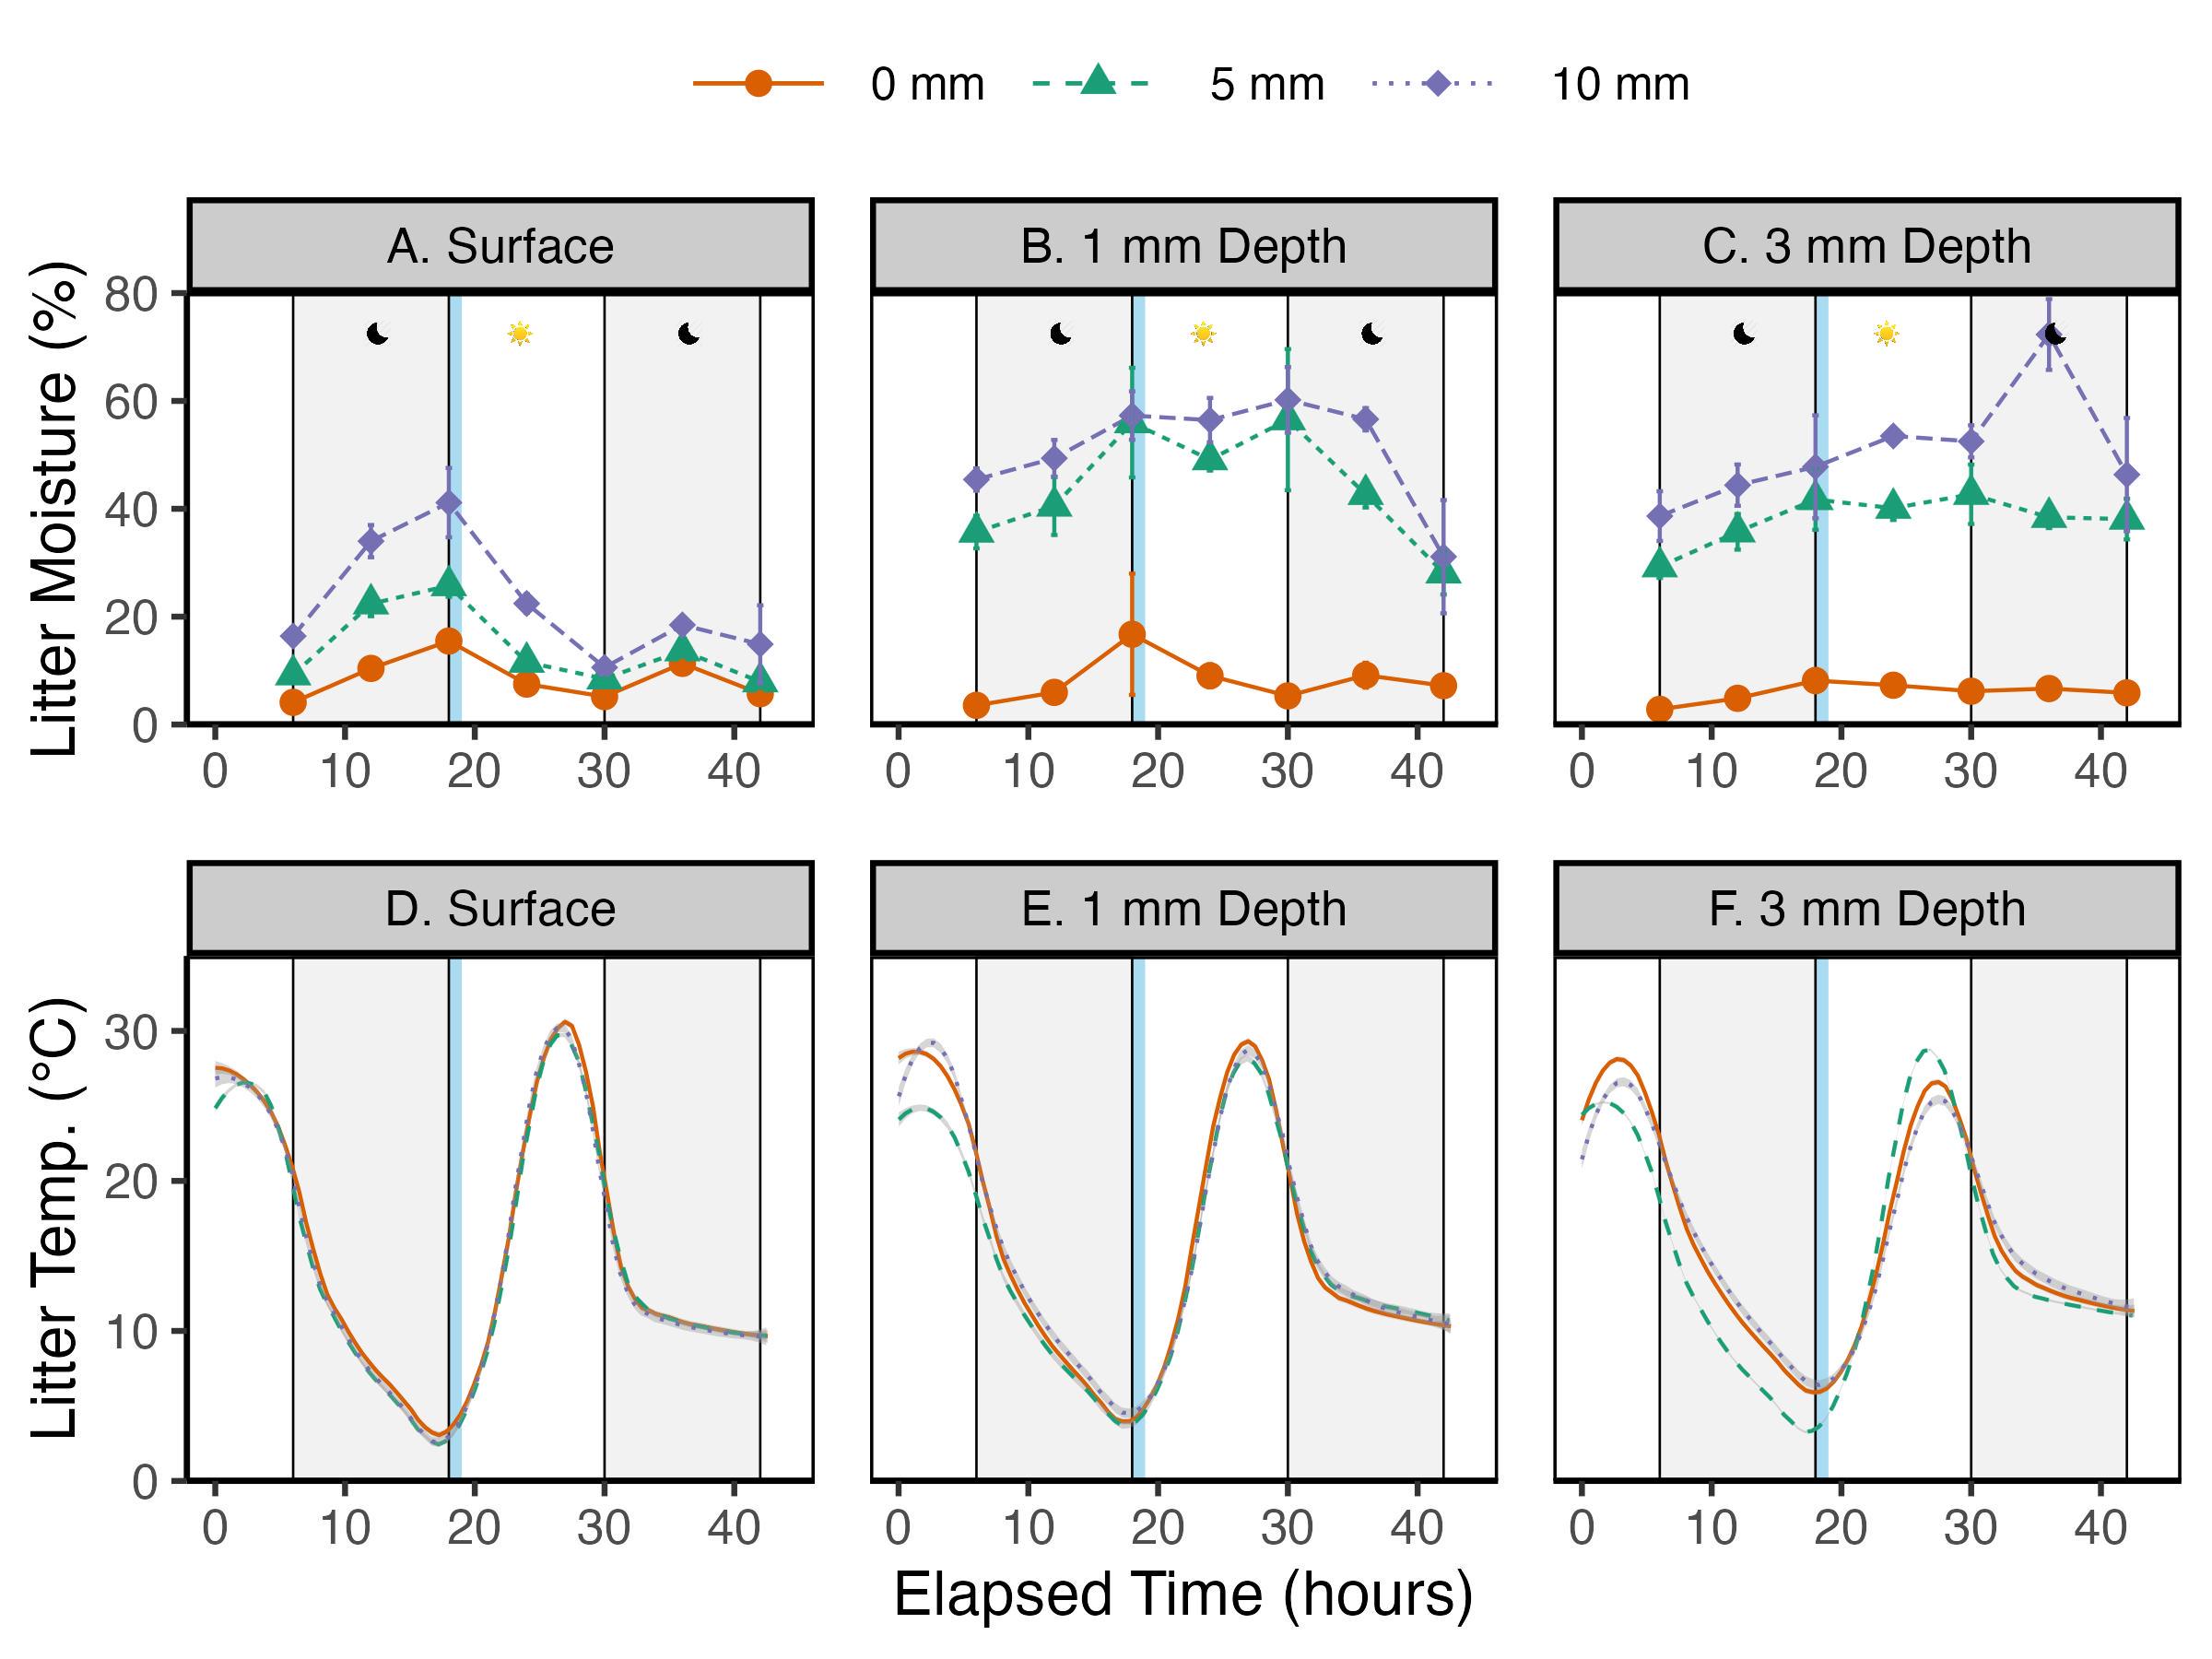 0 mm 5 mm 10 mm
A. Surface B. 1 mm Depth C. 3 mm Depth
Litter Moisture (%)
80
60
40
20
0
0 10 20 30 40 0 10 20 30 40 0 10 20 30 40
D. Surface E. 1 mm Depth F. 3 mm Depth
Litter Temp. (°C)
30
20
10
0
0 10 20 30 40 0 10 20 30 40 0 10 20 30 40
Elapsed Time (hours)